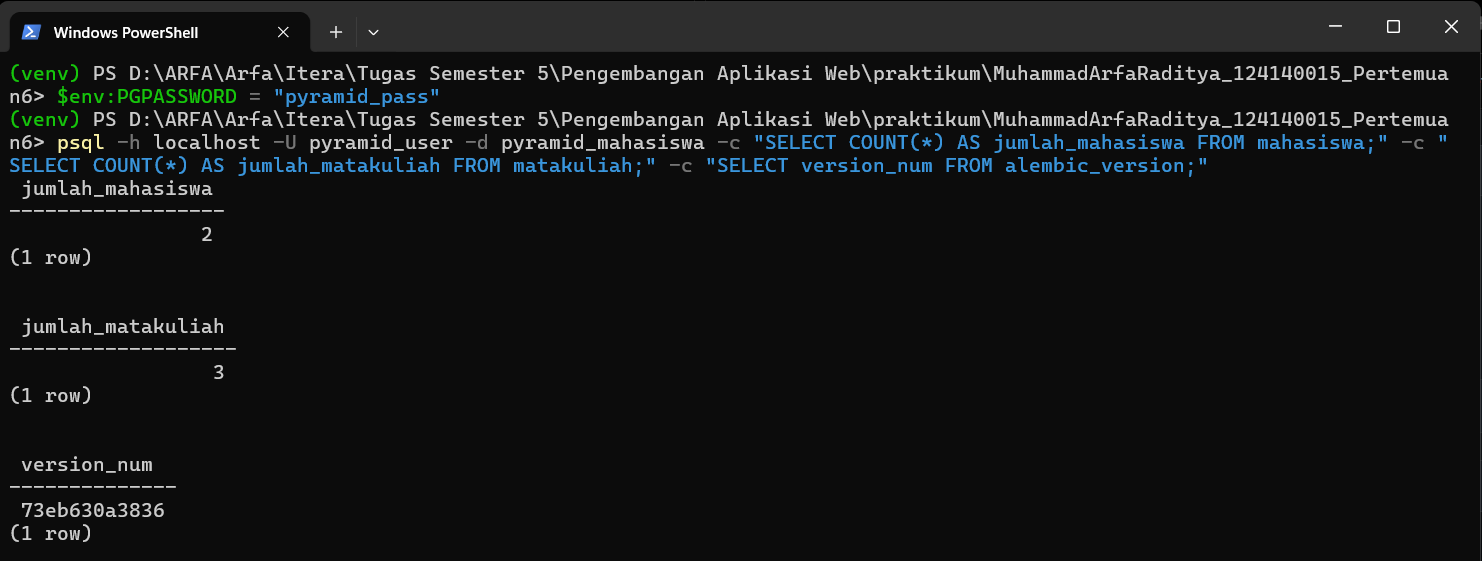 Windows PowerShell
(venv) PS D:\ARFA\Arfa\Itera\Tugas Semester 5\Pengembangan Aplikasi Web\praktikum\MuhammadArfaRaditya_124140015_Pertemua
n6> $env:PGPASSWORD = "pyramid_pass"
(venv) PS D:\ARFA\Arfa\Itera\Tugas Semester 5\Pengembangan Aplikasi Web\praktikum\MuhammadArfaRaditya_124140015_Pertemua
n6> psql -h localhost -U pyramid_user -d pyramid_mahasiswa -c "SELECT COUNT(*) AS jumlah_mahasiswa FROM mahasiswa;" -c "
SELECT COUNT(*) AS jumlah_matakuliah FROM matakuliah;" -c "SELECT version_num FROM alembic_version;"
jumlah_mahasiswa
------------------
2
(1 row)
jumlah_matakuliah
-------------------
3
(1 row)
version_num
--------------
73eb630a3836
(1 row)